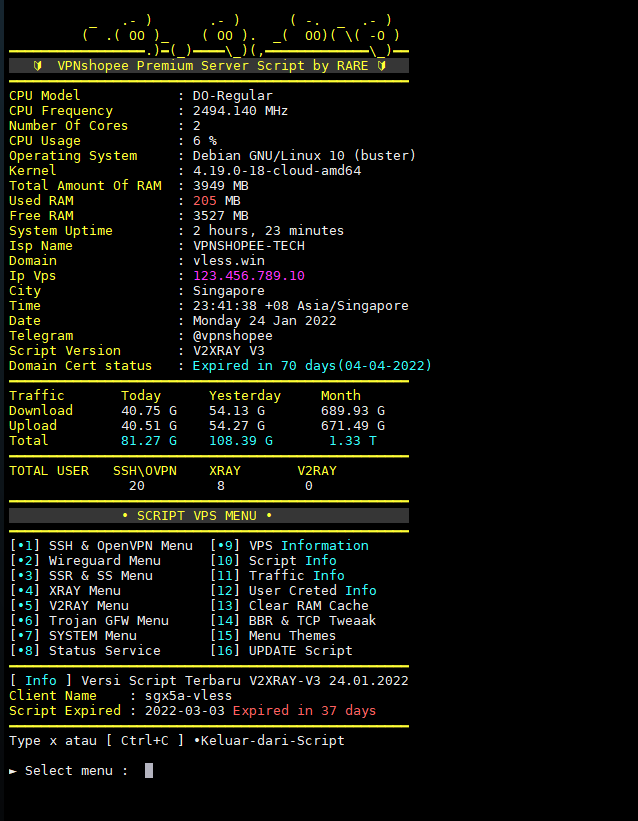 VPNshopee Premium Server Script by RARE
CPU Model : DO-Regular
CPU Frequency : 2494.140 MHz
Number Of Cores : 2
CPU Usage : 6 %
Operating System : Debian GNU/Linux 10 (buster)
Kernel : 4.19.0-18-cloud-amd64
Total Amount Of RAM : 3949 MB
Used RAM : 205 MB
Free RAM : 3527 MB
System Uptime : 2 hours, 23 minutes
Isp Name : VPNSHOPEE-TECH
Domain : vless.win
Ip Vps : 123.456.789.10
City : Singapore
Time : 23:41:38 +08 Asia/Singapore
Date : Monday 24 Jan 2022
Telegram : @vpnshopee
Script Version : V2XRAY V3
Domain Cert status : Expired in 70 days(04-04-2022)
Traffic Today Yesterday Month
Download 40.75 G 54.13 G 689.93 G
Upload 40.51 G 54.27 G 671.49 G
Total 81.27 G 108.39 G 1.33 T
TOTAL USER SSH\OVPN XRAY V2RAY
20 8 0
• SCRIPT VPS MENU •
[•1] SSH & OpenVPN Menu [•9] VPS Information
[•2] Wireguard Menu [10] Script Info
[•3] SSR & SS Menu [11] Traffic Info
[•4] XRAY Menu [12] User Creted Info
[•5] V2RAY Menu [13] Clear RAM Cache
[•6] Trojan GFW Menu [14] BBR & TCP Tweaak
[•7] SYSTEM Menu [15] Menu Themes
[•8] Status Service [16] UPDATE Script
[ Info ] Versi Script Terbaru V2XRAY-V3 24.01.2022
Client Name : sgx5a-vless
Script Expired : 2022-03-03 Expired in 37 days
Type x atau [ Ctrl+C ] •Keluar-dari-Script
► Select menu :